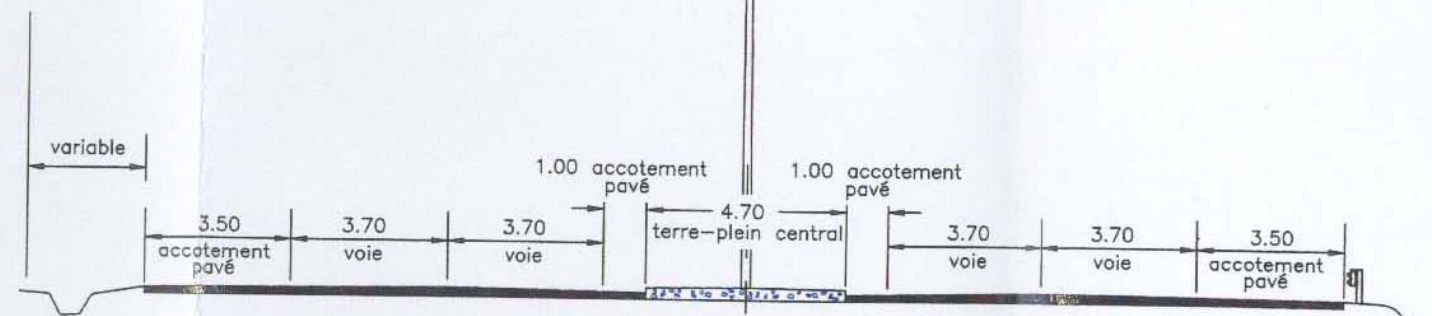 variable
1.00 accotement
pavé
1.00 accotement
pavé
3.50
accotement
pavé
3.70
voie
3.70
voie
4.70
terre-plein central
3.70
voie
3.70
voie
3.50
accotement
pavé